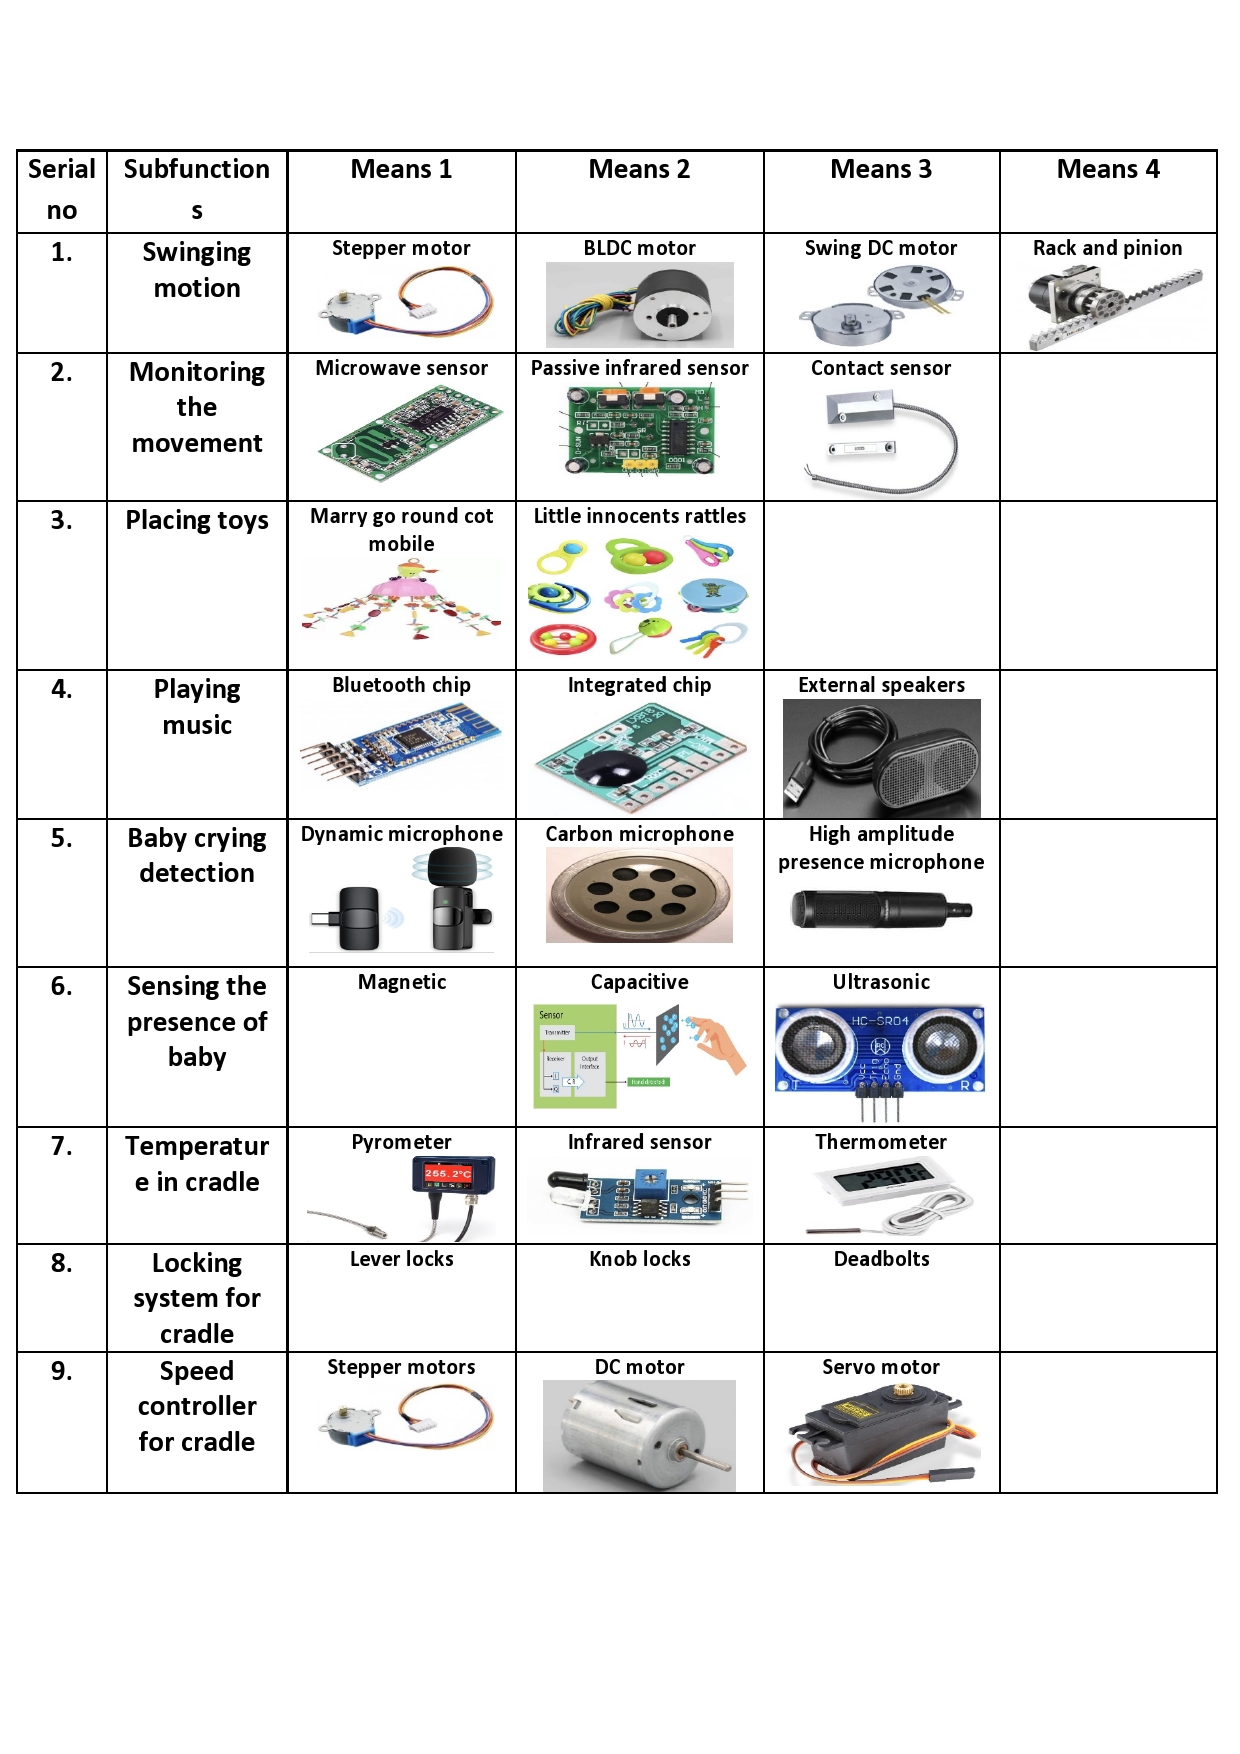 Serial no
Subfunctions
Means 1
Means 2
Means 3
Means 4
1.
Swinging
motion
Stepper motor
BLDC motor
Swing DC motor
Rack and pinion
2.
Monitoring
the
movement
Microwave sensor
Passive infrared sensor
Contact sensor
3.
Placing toys
Marry go round cot
mobile
Little innocents rattles
4.
Playing
music
Bluetooth chip
Integrated chip
External speakers
5.
Baby crying
detection
Dynamic microphone
Carbon microphone
High amplitude
presence microphone
6.
Sensing the
presence of
baby
Magnetic
Capacitive
Sensor
Transmitter
Receiver
Output
Interface
Ultrasonic
HC-SR04
T
Vcc
Trig
Echo
Gnd
R
7.
Temperatur
e in cradle
Pyrometer
255.2°C
Infrared sensor
Thermometer
8.
Locking
system for
cradle
Lever locks
Knob locks
Deadbolts
9.
Speed
controller
for cradle
Stepper motors
DC motor
Servo motor